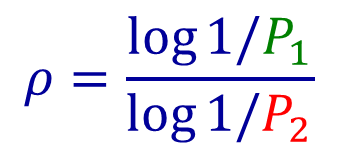 ρ = log 1/P₁ / log 1/P₂